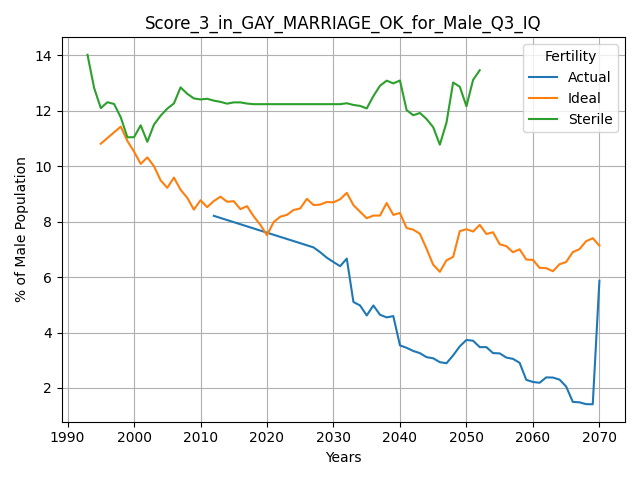 Score_3_in_GAY_MARRIAGE_OK_for_Male_Q3_IQ
Fertility
Actual
Ideal
Sterile
% of Male Population
14
12
10
8
6
4
2
1990 2000 2010 2020 2030 2040 2050 2060 2070
Years